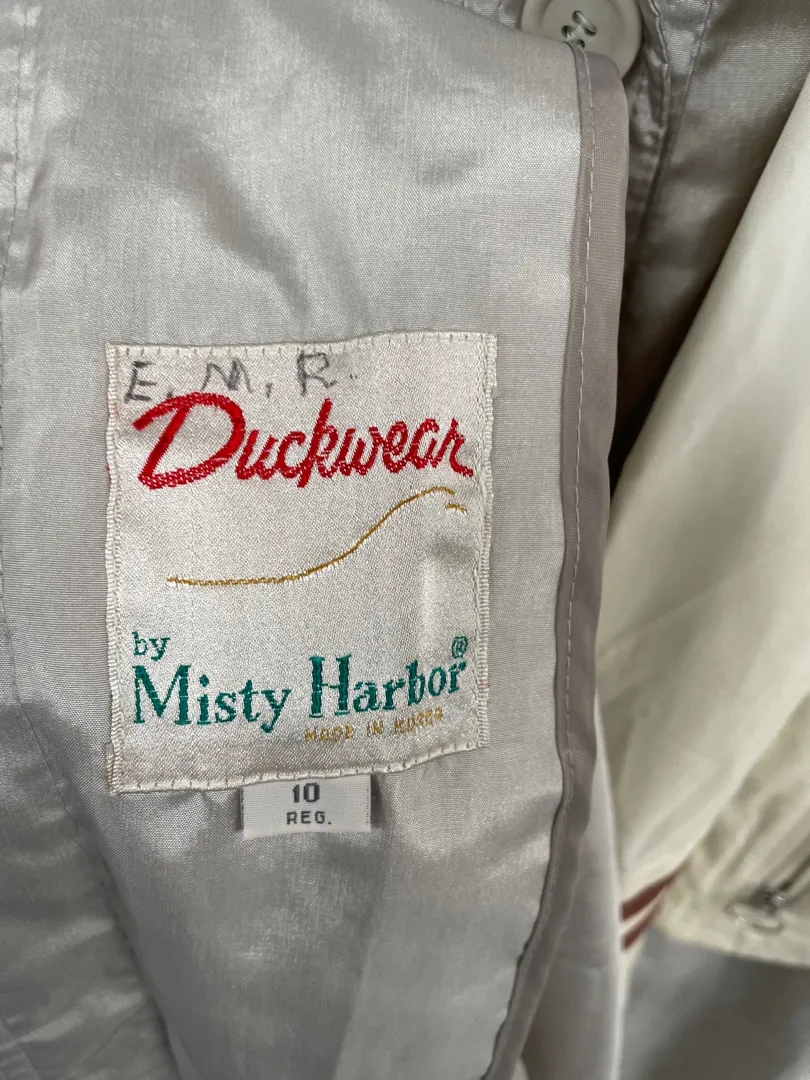 E. M. R.
Duckwear
by
Misty Harbor®
MADE IN KOREA
10
REG.